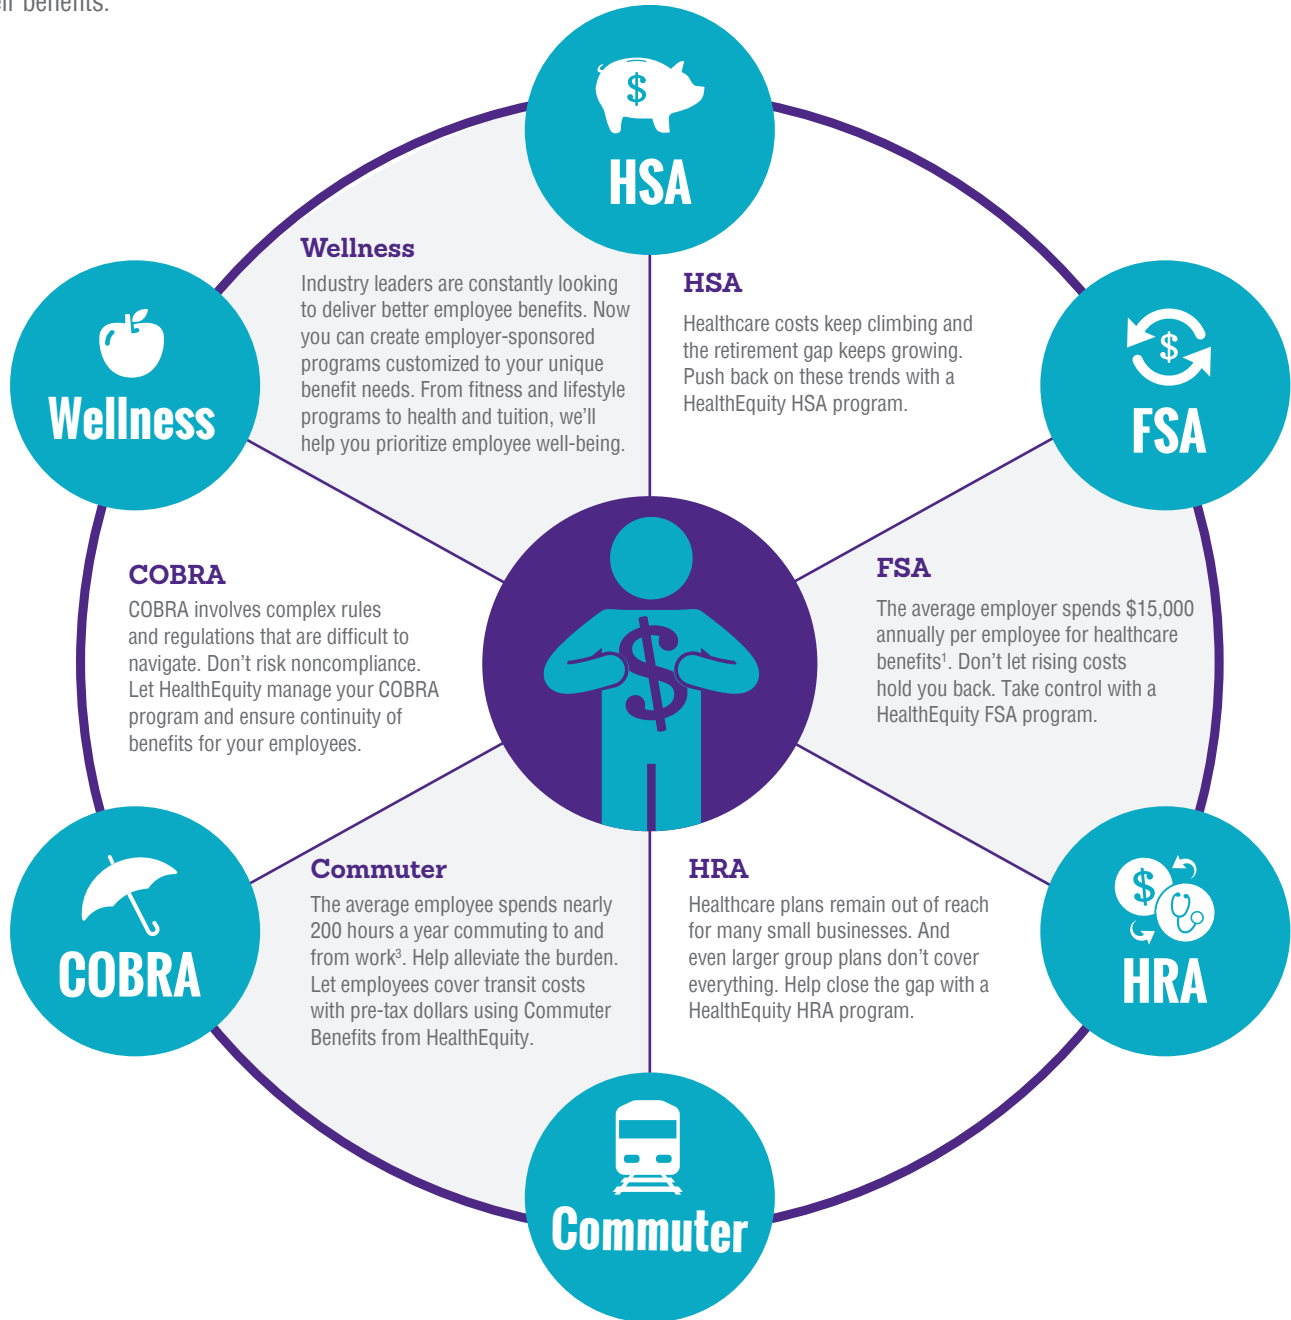 benefits.
$
HSA
Wellness
Industry leaders are constantly looking
to deliver better employee benefits. Now
you can create employer-sponsored
programs customized to your unique
benefit needs. From fitness and lifestyle
programs to health and tuition, we’ll
help you prioritize employee well-being.
HSA
Healthcare costs keep climbing and
the retirement gap keeps growing.
Push back on these trends with a
HealthEquity HSA program.
Wellness
$
FSA
COBRA
COBRA involves complex rules
and regulations that are difficult to
navigate. Don’t risk noncompliance.
Let HealthEquity manage your COBRA
program and ensure continuity of
benefits for your employees.
$
FSA
The average employer spends $15,000
annually per employee for healthcare
benefits¹. Don’t let rising costs
hold you back. Take control with a
HealthEquity FSA program.
COBRA
Commuter
The average employee spends nearly
200 hours a year commuting to and
from work³. Help alleviate the burden.
Let employees cover transit costs
with pre-tax dollars using Commuter
Benefits from HealthEquity.
HRA
Healthcare plans remain out of reach
for many small businesses. And
even larger group plans don’t cover
everything. Help close the gap with a
HealthEquity HRA program.
$
HRA
Commuter